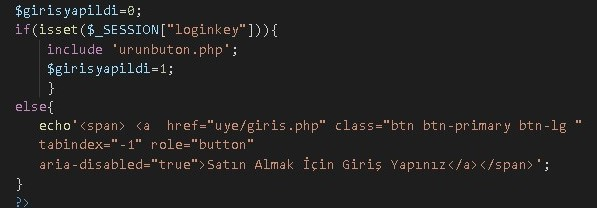 $girisyapildi=0;
if(isset($_SESSION["loginkey"])){
include 'urunbuton.php';
$girisyapildi=1;
}
else{
echo'<span> <a  href="uye/giris.php" class="btn btn-primary btn-lg "
tabindex="-1" role="button"
aria-disabled="true">Satın Almak İçin Giriş Yapınız</a></span>';
}
?>